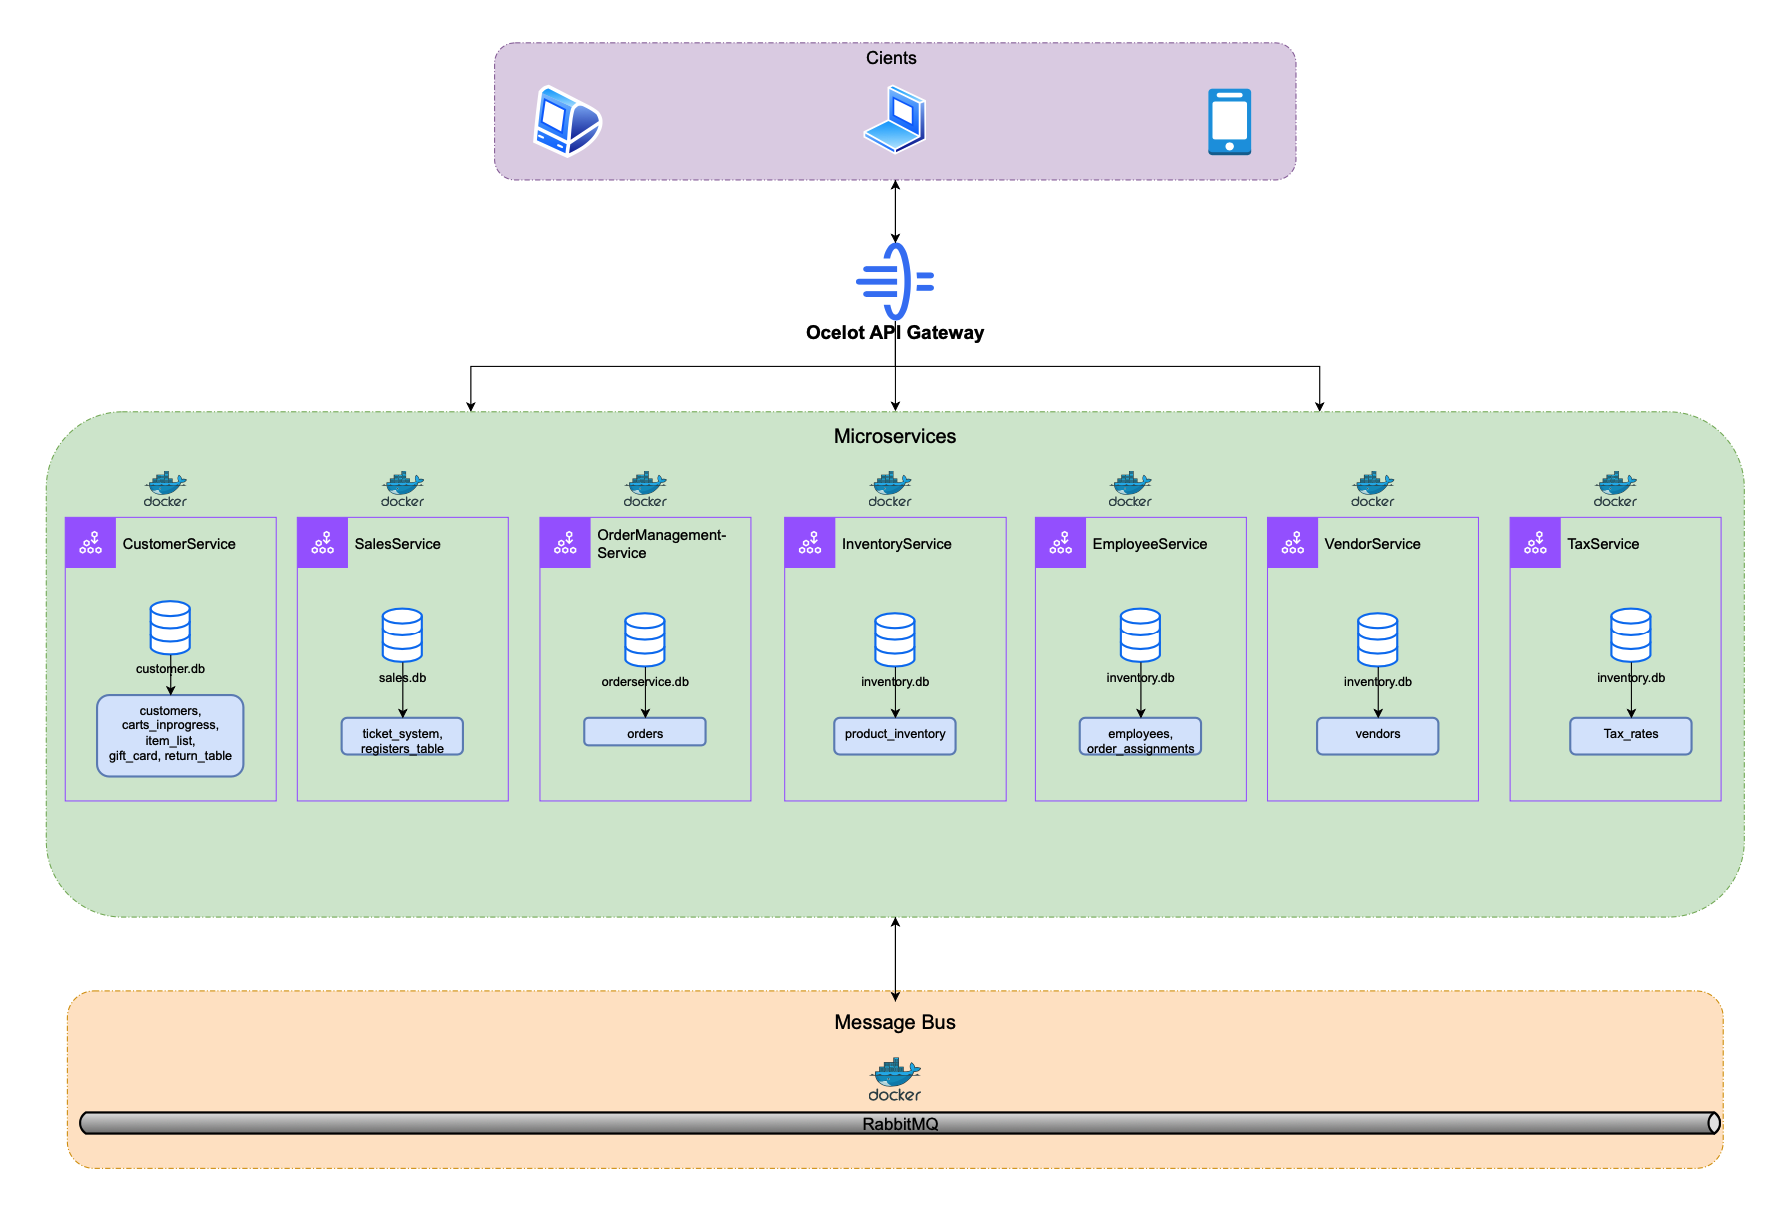 Cients
Ocelot API Gateway
Microservices
docker
docker
docker
docker
docker
docker
docker
CustomerService
SalesService
OrderManagement-
Service
InventoryService
EmployeeService
VendorService
TaxService
customer.db
sales.db
orderservice.db
inventory.db
inventory.db
inventory.db
inventory.db
customers,
carts_inprogress,
item_list,
gift_card, return_table
ticket_system,
registers_table
orders
product_inventory
employees,
order_assignments
vendors
Tax_rates
Message Bus
docker
RabbitMQ